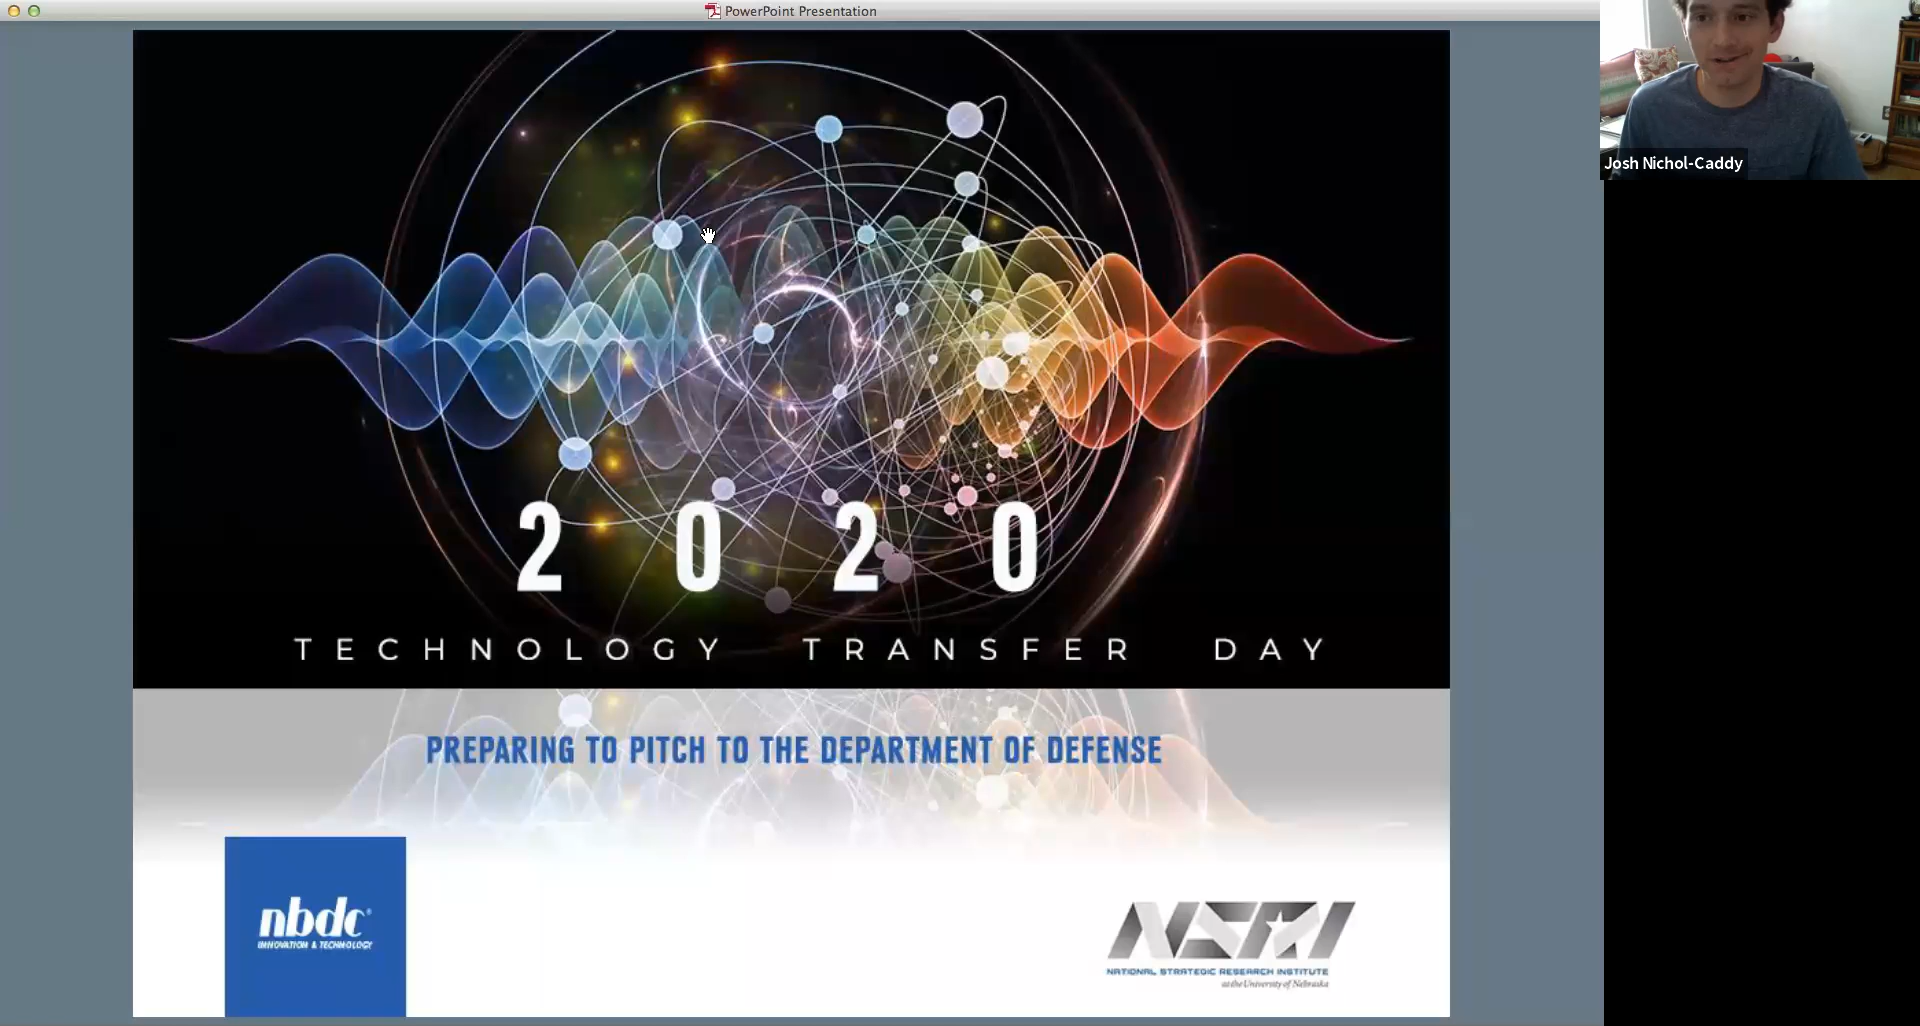 PowerPoint Presentation
Josh Nichol-Caddy
2020
TECHNOLOGY TRANSFER DAY
PREPARING TO PITCH TO THE DEPARTMENT OF DEFENSE
nbdc
INNOVATION & TECHNOLOGY
NSRI
NATIONAL STRATEGIC RESEARCH INSTITUTE
at the University of Nebraska